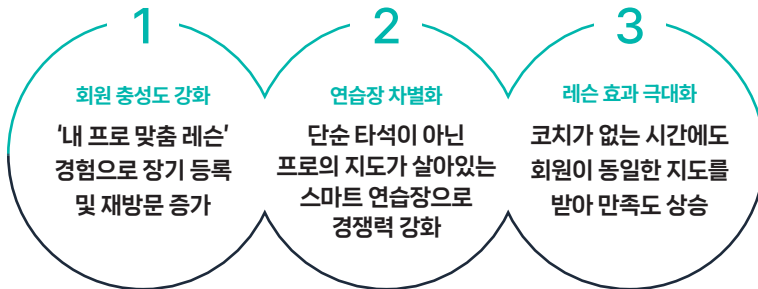 1
회원 충성도 강화
'내 프로 맞춤 레슨'
경험으로 장기 등록
및 재방문 증가
2
연습장 차별화
단순 타석이 아닌
프로의 지도가 살아있는
스마트 연습장으로
경쟁력 강화
3
레슨 효과 극대화
코치가 없는 시간에도
회원이 동일한 지도를
받아 만족도 상승